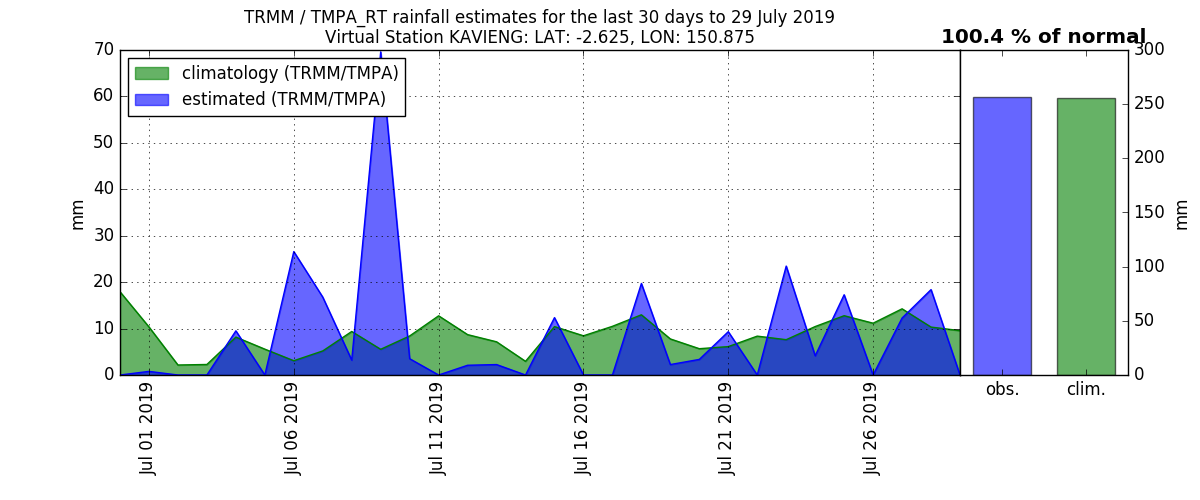 TRMM / TMPA_RT rainfall estimates for the last 30 days to 29 July 2019
Virtual Station KAVIENG: LAT: -2.625, LON: 150.875
100.4 % of normal
climatology (TRMM/TMPA)
estimated (TRMM/TMPA)
70
60
50
40
30
20
10
0
mm
300
250
200
150
100
50
0
mm
Jul 01 2019
Jul 06 2019
Jul 11 2019
Jul 16 2019
Jul 21 2019
Jul 26 2019
obs.
clim.